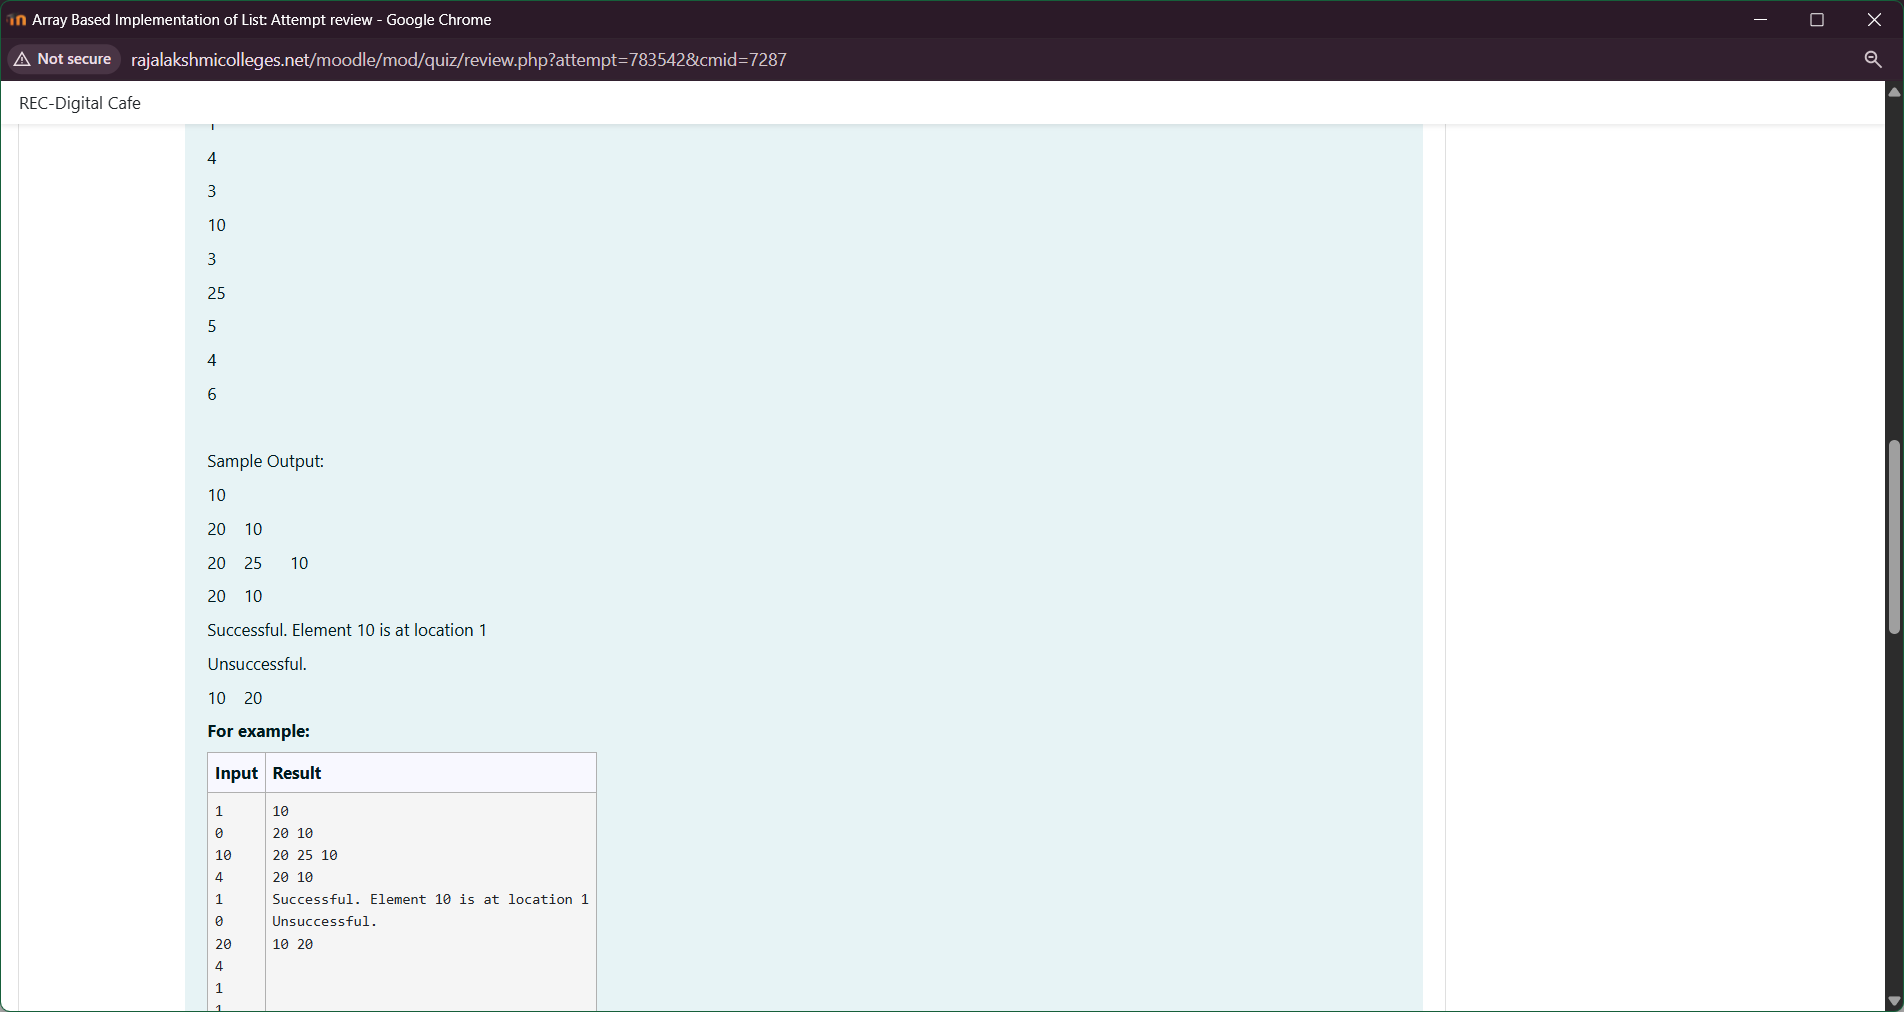 Array Based Implementation of List: Attempt review - Google Chrome
Not secure rajalakshmicolleges.net/moodle/mod/quiz/review.php?attempt=783542&cmid=7287
REC-Digital Cafe
4
3
10
3
25
5
4
6
Sample Output:
10
20 10
20 25 10
20 10
Successful. Element 10 is at location 1
Unsuccessful.
10 20
For example:
Input Result
1 10
0 20 10
10 20 25 10
4 20 10
1 Successful. Element 10 is at location 1
0 Unsuccessful.
20 10 20
4
1
1